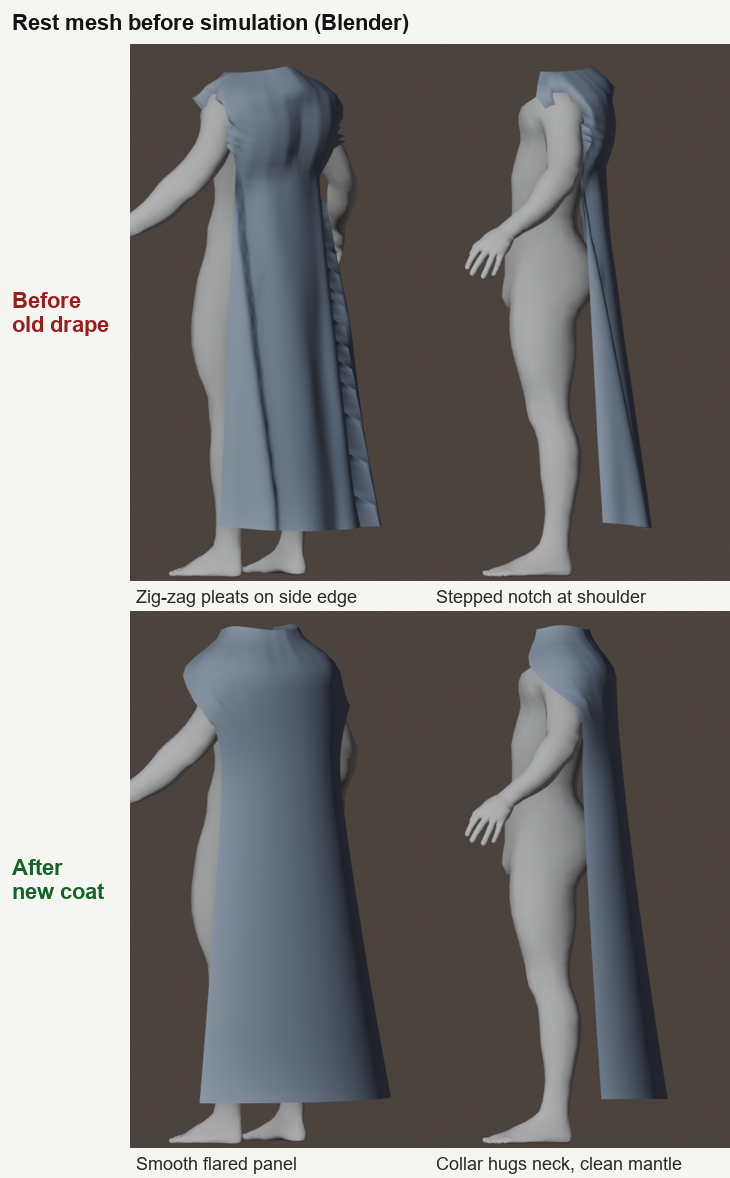 Rest mesh before simulation (Blender)
Before
old drape
Zig-zag pleats on side edge
Stepped notch at shoulder
After
new coat
Smooth flared panel
Collar hugs neck, clean mantle